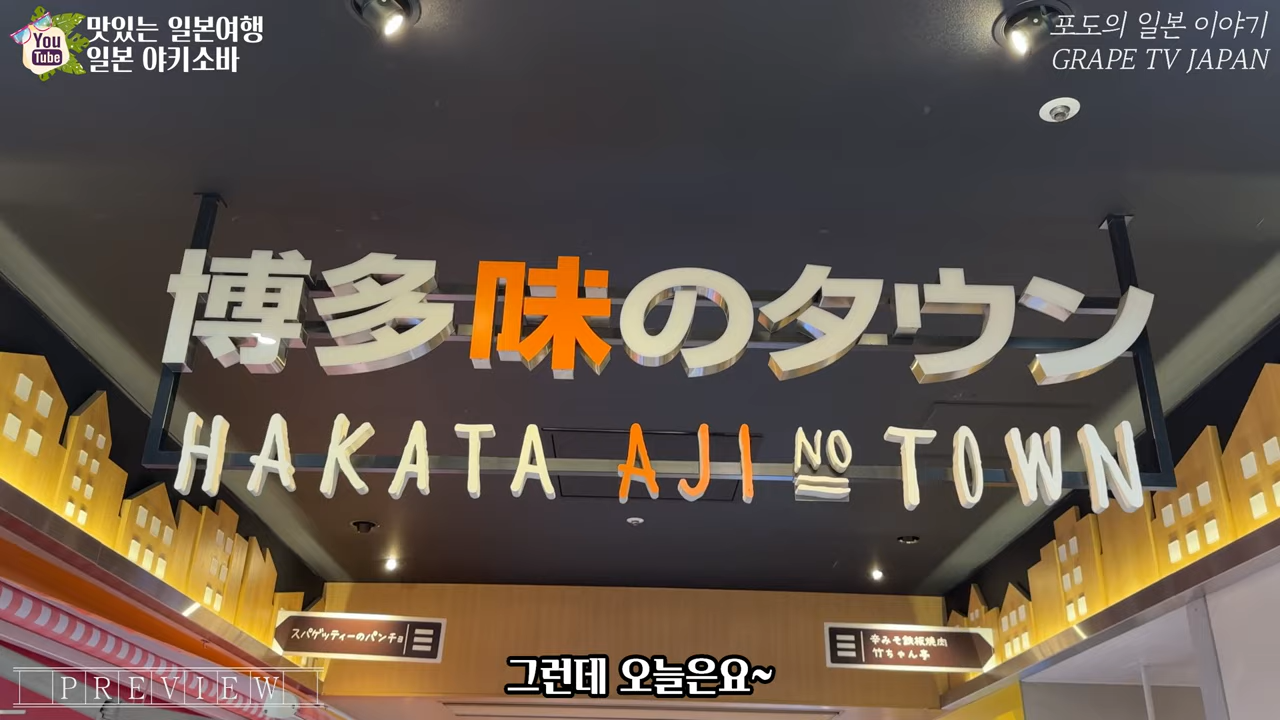 You
Tube
맛있는 일본여행
일본 야키소바
포도의 일본 이야기
GRAPE TV JAPAN
博多味のタウン
HAKATA AJI NO TOWN
スパゲッティーのパンチョ
辛みそ鉄板焼肉
竹ちゃん亭
그런데 오늘은요~
PREVIEW